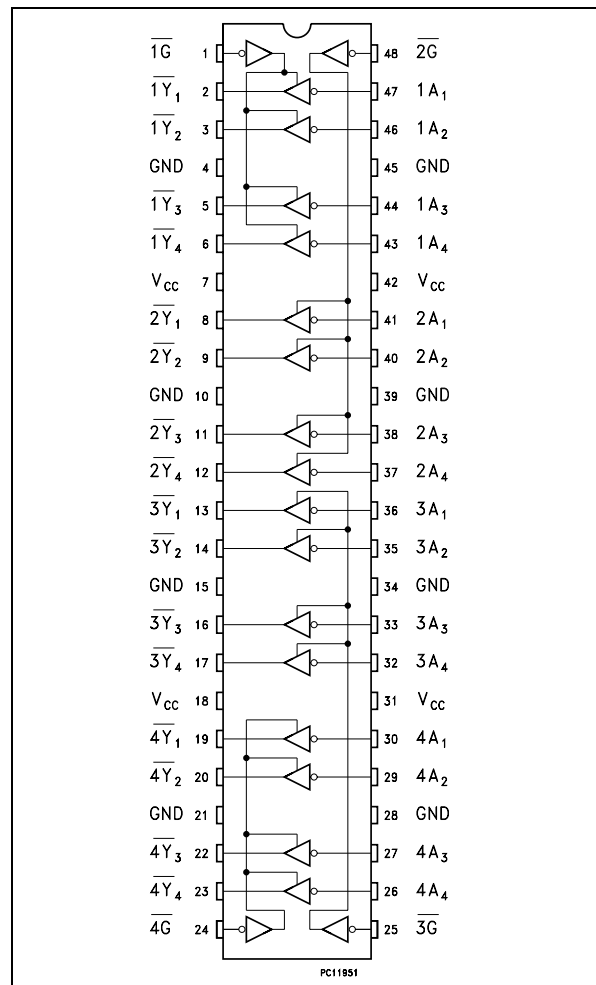 1G 1 48 2G
1Y1 2 47 1A1
1Y2 3 46 1A2
GND 4 45 GND
1Y3 5 44 1A3
1Y4 6 43 1A4
VCC 7 42 VCC
2Y1 8 41 2A1
2Y2 9 40 2A2
GND 10 39 GND
2Y3 11 38 2A3
2Y4 12 37 2A4
3Y1 13 36 3A1
3Y2 14 35 3A2
GND 15 34 GND
3Y3 16 33 3A3
3Y4 17 32 3A4
VCC 18 31 VCC
4Y1 19 30 4A1
4Y2 20 29 4A2
GND 21 28 GND
4Y3 22 27 4A3
4Y4 23 26 4A4
4G 24 25 3G
PC11951